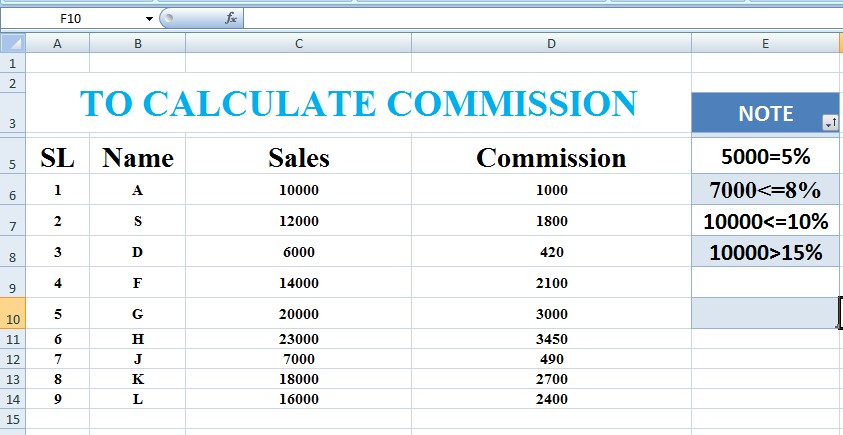 F10 fx
A B C D E
1
2
TO CALCULATE COMMISSION
3 NOTE
5 SL Name Sales Commission 5000=5%
6 1 A 10000 1000 7000<=8%
7 2 S 12000 1800 10000<=10%
8 3 D 6000 420 10000>15%
9 4 F 14000 2100
10 5 G 20000 3000
11 6 H 23000 3450
12 7 J 7000 490
13 8 K 18000 2700
14 9 L 16000 2400
15